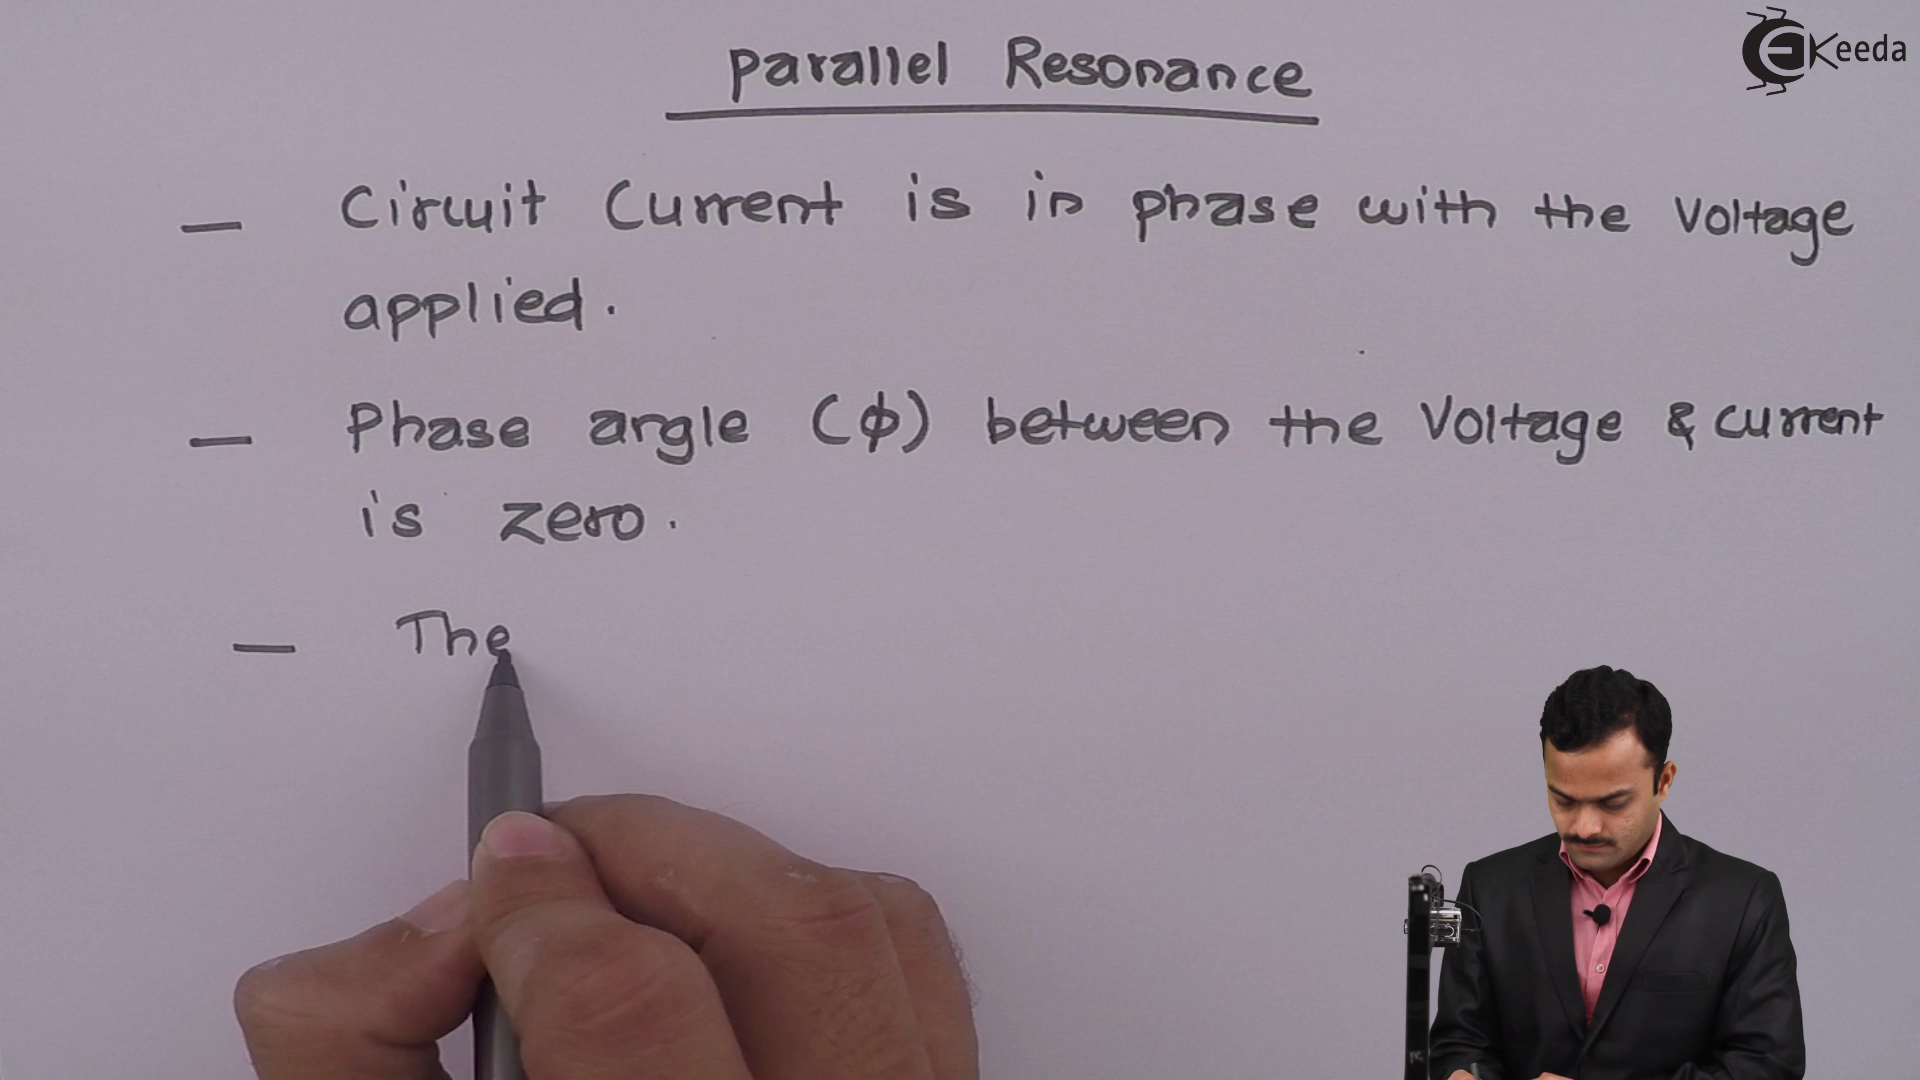 Parallel Resonance
EKeeda
— Circuit Current is in phase with the Voltage
applied.
— Phase angle (ϕ) between the Voltage & current
is zero.
— The